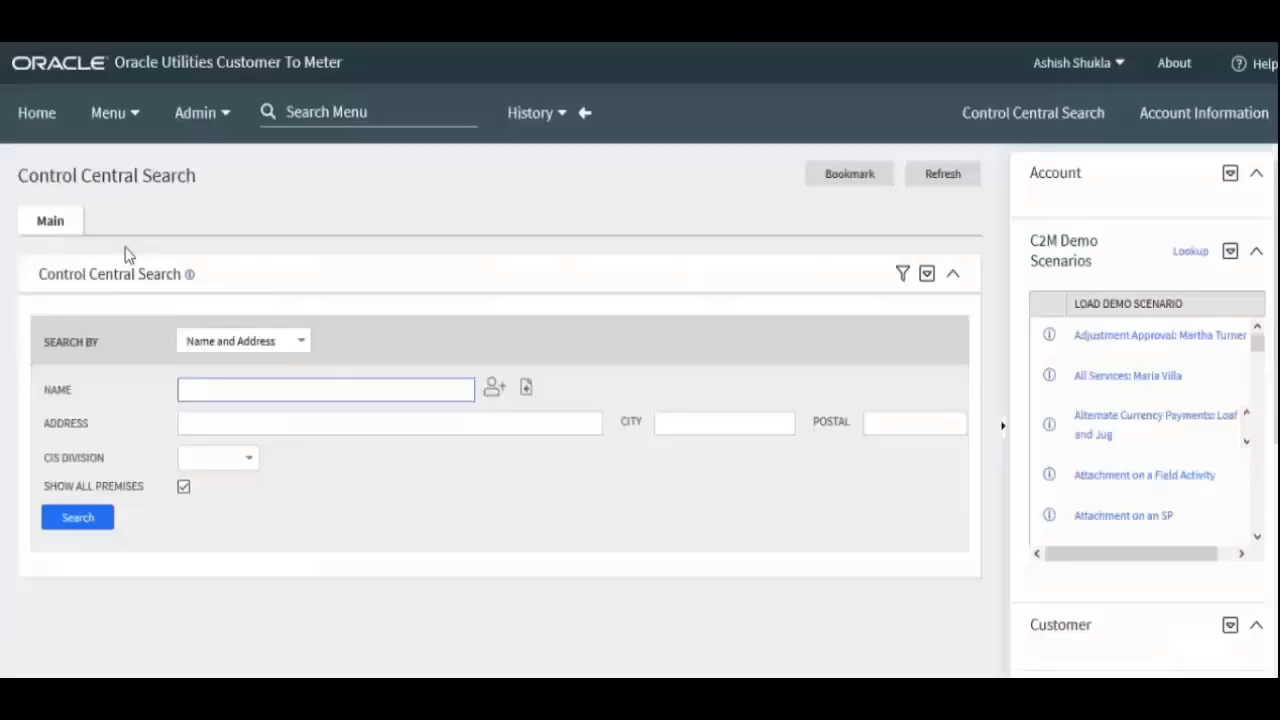 ORACLE Oracle Utilities Customer To Meter Ashish Shukla About Help
Home Menu Admin Search Menu History Control Central Search Account Information
Control Central Search Bookmark Refresh
Main
Control Central Search
SEARCH BY Name and Address
NAME
ADDRESS CITY POSTAL
CIS DIVISION
SHOW ALL PREMISES
Search
Account
C2M Demo
Scenarios
Lookup
LOAD DEMO SCENARIO
Adjustment Approval: Martha Turner
All Services: Maria Villa
Alternate Currency Payments: Loaf
and Jug
Attachment on a Field Activity
Attachment on an SP
Customer